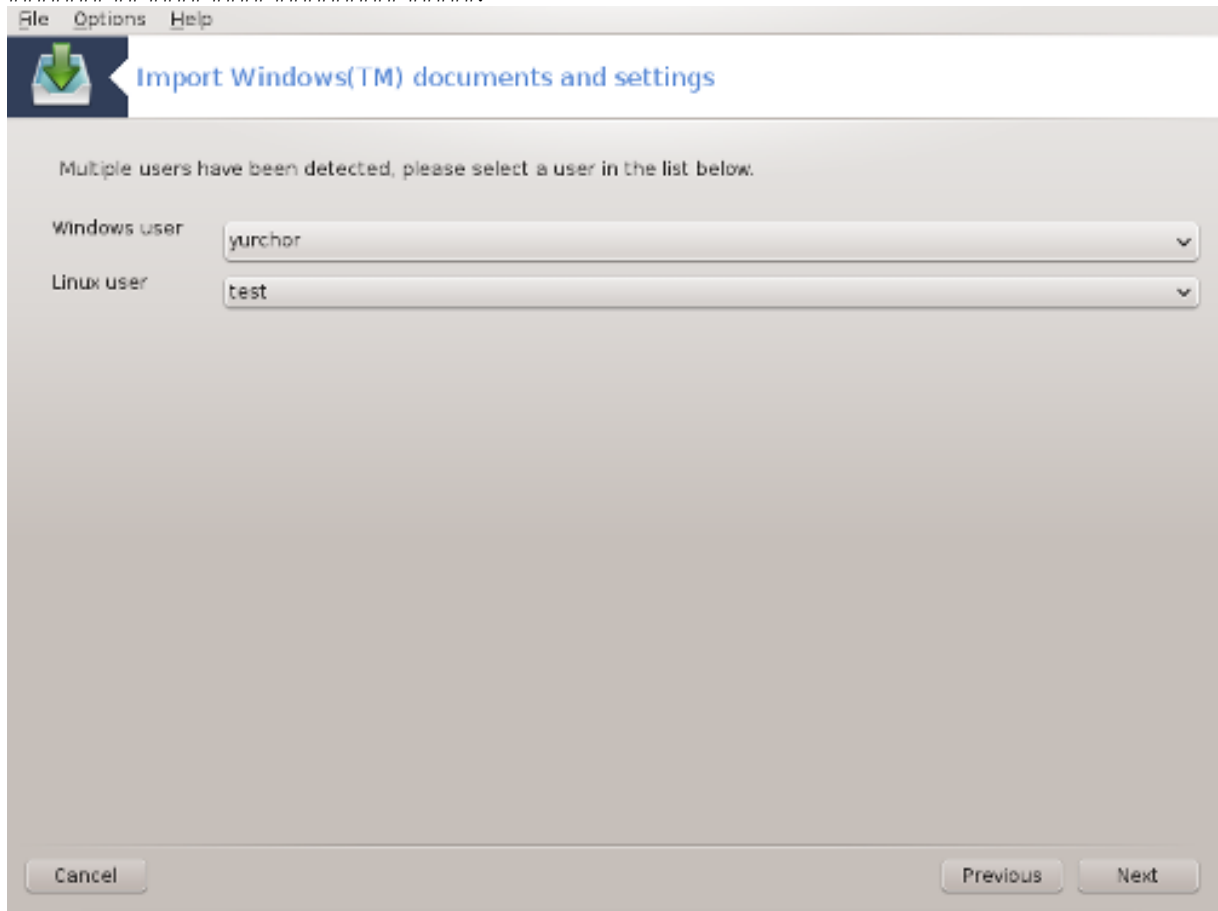 File Options Help
Import Windows(TM) documents and settings
Multiple users have been detected, please select a user in the list below.
Windows user
yurchor
Linux user
test
Cancel Previous Next